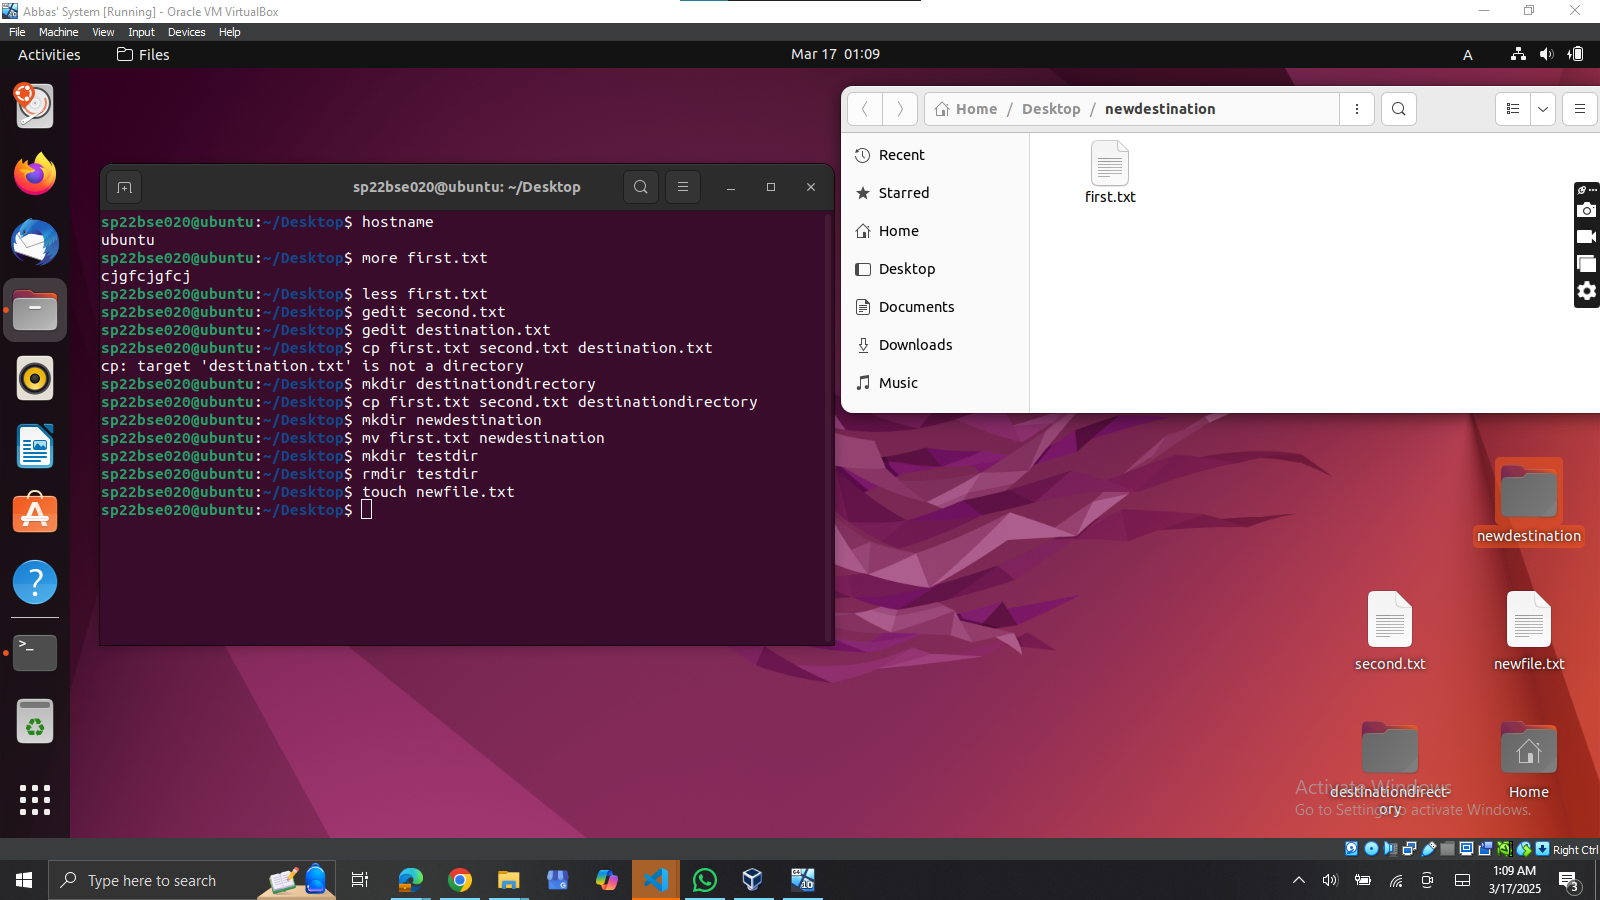 Abbas' System [Running] - Oracle VM VirtualBox
File Machine View Input Devices Help
Activities Files Mar 17 01:09 A
Home / Desktop / newdestination
Recent
Starred
Home
Desktop
Documents
Downloads
Music
first.txt
sp22bse020@ubuntu: ~/Desktop
sp22bse020@ubuntu:~/Desktop$ hostname
ubuntu
sp22bse020@ubuntu:~/Desktop$ more first.txt
cjgfcjgfcj
sp22bse020@ubuntu:~/Desktop$ less first.txt
sp22bse020@ubuntu:~/Desktop$ gedit second.txt
sp22bse020@ubuntu:~/Desktop$ gedit destination.txt
sp22bse020@ubuntu:~/Desktop$ cp first.txt second.txt destination.txt
cp: target 'destination.txt' is not a directory
sp22bse020@ubuntu:~/Desktop$ mkdir destinationdirectory
sp22bse020@ubuntu:~/Desktop$ cp first.txt second.txt destinationdirectory
sp22bse020@ubuntu:~/Desktop$ mkdir newdestination
sp22bse020@ubuntu:~/Desktop$ mv first.txt newdestination
sp22bse020@ubuntu:~/Desktop$ mkdir testdir
sp22bse020@ubuntu:~/Desktop$ rmdir testdir
sp22bse020@ubuntu:~/Desktop$ touch newfile.txt
sp22bse020@ubuntu:~/Desktop$
newdestination
second.txt
newfile.txt
destinationdirect-
ory
Home
Activate Windows
Go to Settings to activate Windows.
Right Ctrl
Type here to search
1:09 AM
3/17/2025
3